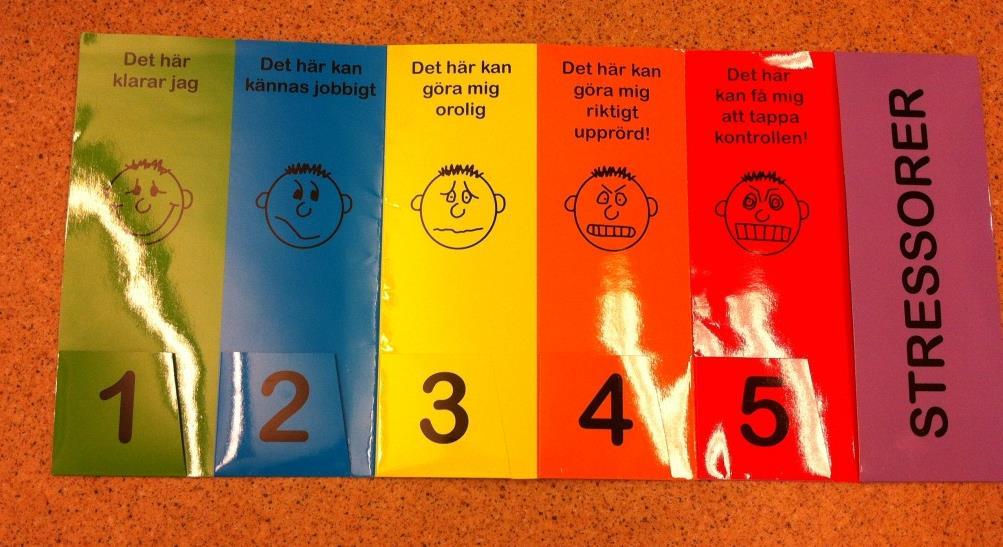 Det här
klarar jag
1
Det här kan
kännas jobbigt
2
Det här kan
göra mig
orolig
3
Det här kan
göra mig
riktigt
upprörd!
4
Det här
kan få mig
att tappa
kontrollen!
5
STRESSORER